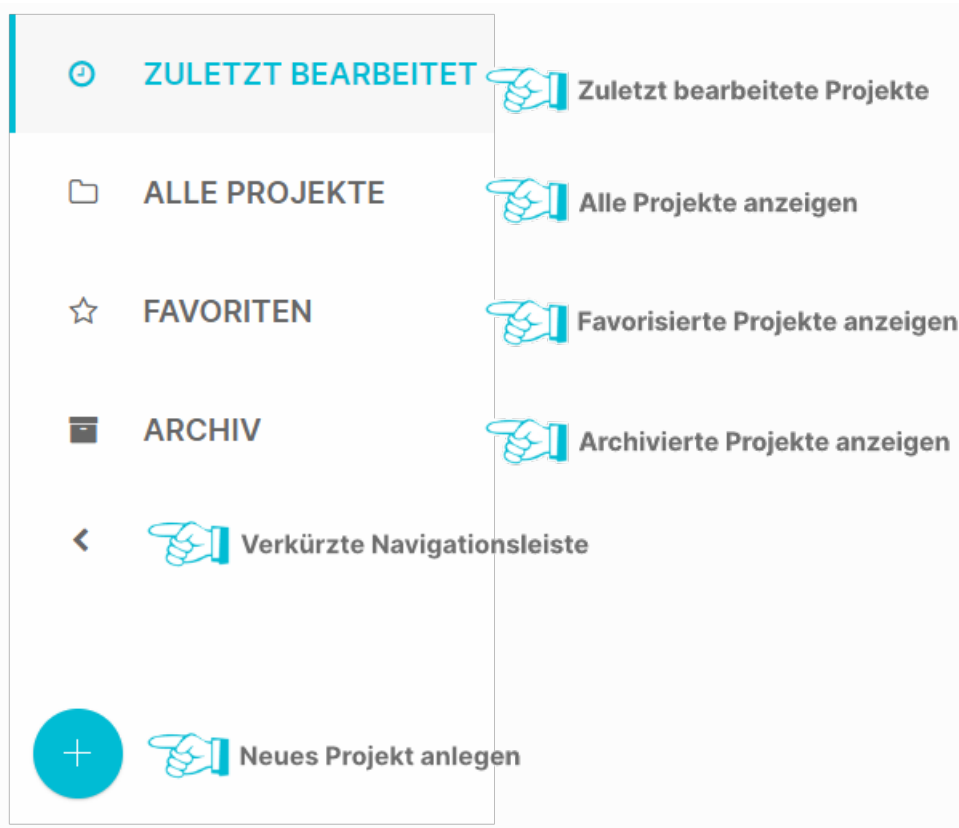 ZULETZT BEARBEITET
Zuletzt bearbeitete Projekte
ALLE PROJEKTE
Alle Projekte anzeigen
FAVORITEN
Favorisierte Projekte anzeigen
ARCHIV
Archivierte Projekte anzeigen
Verkürzte Navigationsleiste
Neues Projekt anlegen